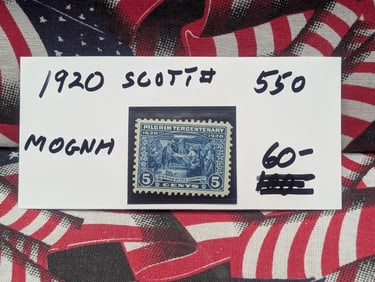 1920 SCOTT# 550
MOGNH
PILGRIM TERCENTENARY
1620 1920
5 CENTS 5
60-